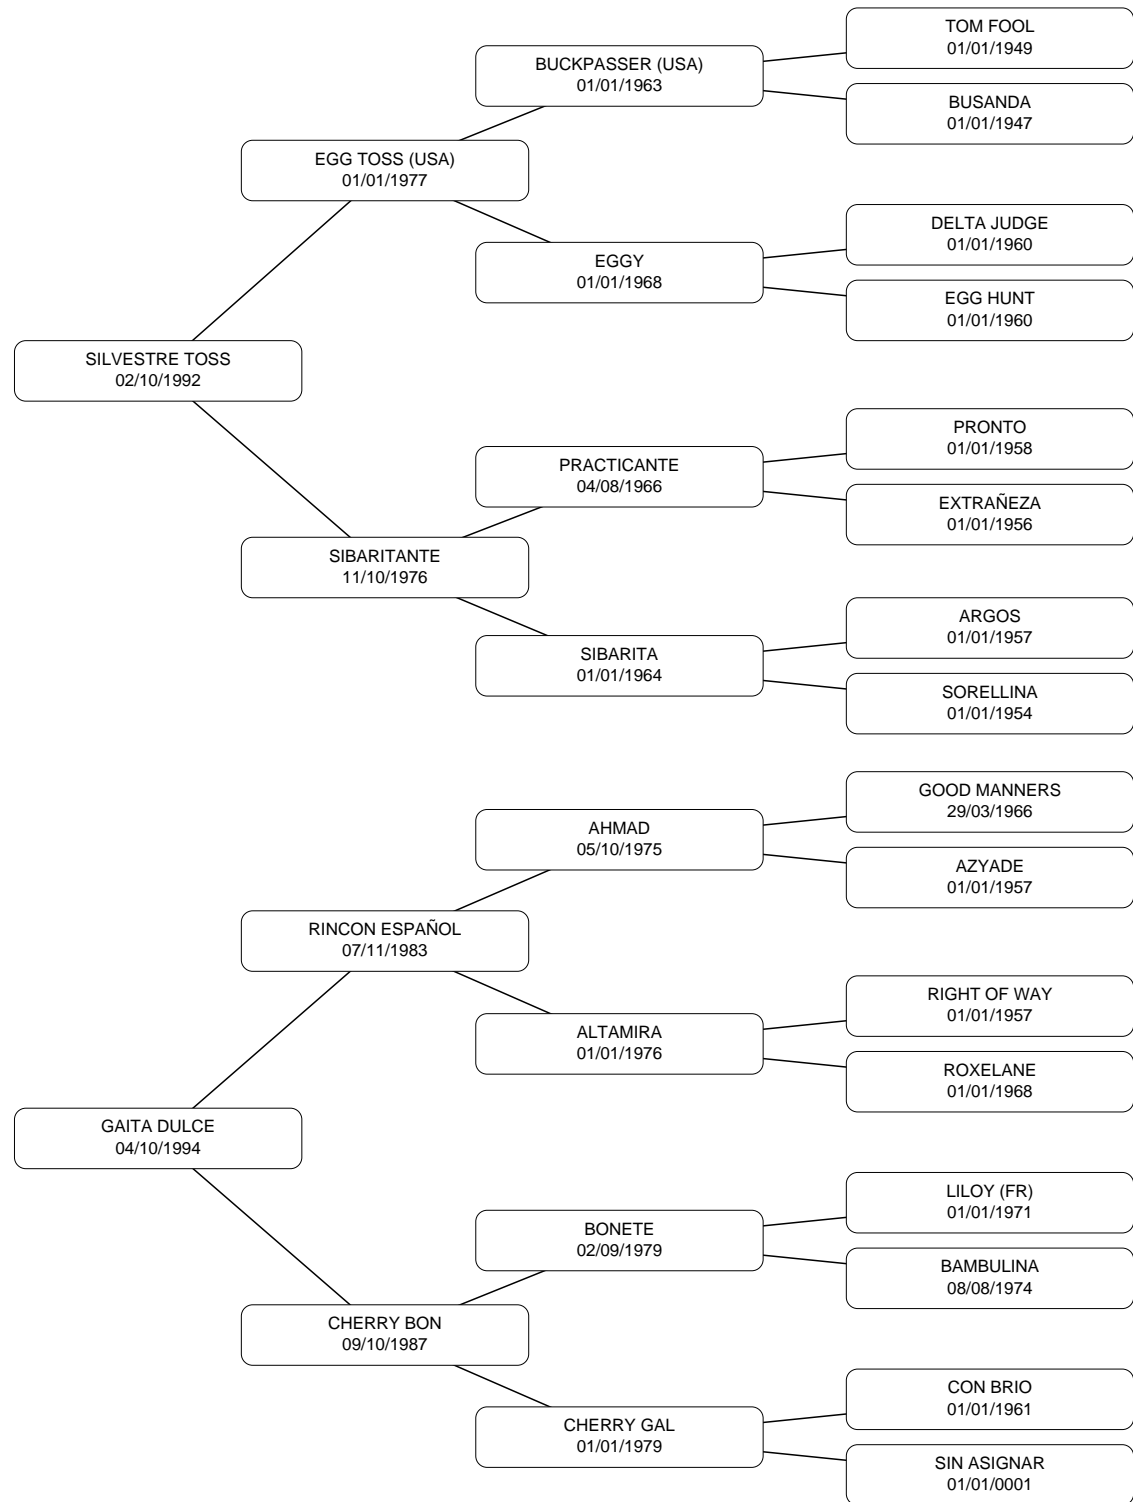 TOM FOOL
01/01/1949
BUCKPASSER (USA)
01/01/1963
BUSANDA
01/01/1947
EGG TOSS (USA)
01/01/1977
DELTA JUDGE
01/01/1960
EGGY
01/01/1968
EGG HUNT
01/01/1960
SILVESTRE TOSS
02/10/1992
PRONTO
01/01/1958
PRACTICANTE
04/08/1966
EXTRAÑEZA
01/01/1956
SIBARITANTE
11/10/1976
ARGOS
01/01/1957
SIBARITA
01/01/1964
SORELLINA
01/01/1954
GOOD MANNERS
29/03/1966
AHMAD
05/10/1975
AZYADE
01/01/1957
RINCON ESPAÑOL
07/11/1983
RIGHT OF WAY
01/01/1957
ALTAMIRA
01/01/1976
ROXELANE
01/01/1968
GAITA DULCE
04/10/1994
LILOY (FR)
01/01/1971
BONETE
02/09/1979
BAMBULINA
08/08/1974
CHERRY BON
09/10/1987
CON BRIO
01/01/1961
CHERRY GAL
01/01/1979
SIN ASIGNAR
01/01/0001